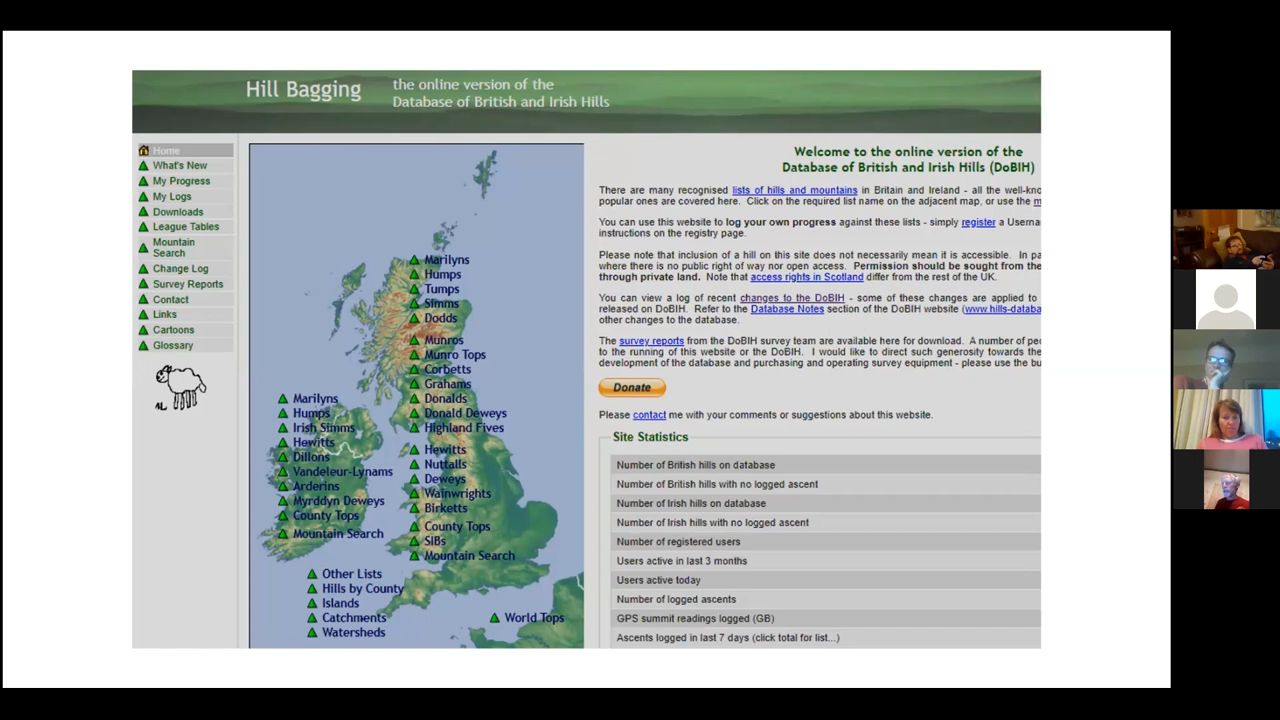 Hill Bagging
the online version of the
Database of British and Irish Hills
Home
What's New
My Progress
My Logs
Downloads
League Tables
Mountain
Search
Change Log
Survey Reports
Contact
Links
Cartoons
Glossary
AL
Marilyns
Humps
Tumps
Simms
Dodds
Munros
Munro Tops
Corbetts
Grahams
Donalds
Donald Deweys
Highland Fives
Hewitts
Nuttalls
Deweys
Wainwrights
Birketts
County Tops
SIBs
Mountain Search
Marilyns
Humps
Irish Simms
Hewitts
Dillons
Vandeleur-Lynams
Arderins
Myrddyn Deweys
County Tops
Mountain Search
Other Lists
Hills by County
Islands
Catchments
Watersheds
World Tops
Welcome to the online version of the
Database of British and Irish Hills (DoBIH)
There are many recognised lists of hills and mountains in Britain and Ireland - all the well-kno
popular ones are covered here. Click on the required list name on the adjacent map, or use the m
You can use this website to log your own progress against these lists - simply register a Userna
instructions on the registry page.
Please note that inclusion of a hill on this site does not necessarily mean it is accessible. In pa
where there is no public right of way nor open access. Permission should be sought from the
through private land. Note that access rights in Scotland differ from the rest of the UK.
You can view a log of recent changes to the DoBIH - some of these changes are applied to
released on DoBIH. Refer to the Database Notes section of the DoBIH website (www.hills-databa
other changes to the database.
The survey reports from the DoBIH survey team are available here for download. A number of peo
to the running of this website or the DoBIH. I would like to direct such generosity towards the
development of the database and purchasing and operating survey equipment - please use the bu
Donate
Please contact me with your comments or suggestions about this website.
Site Statistics
Number of British hills on database
Number of British hills with no logged ascent
Number of Irish hills on database
Number of Irish hills with no logged ascent
Number of registered users
Users active in last 3 months
Users active today
Number of logged ascents
GPS summit readings logged (GB)
Ascents logged in last 7 days (click total for list...)